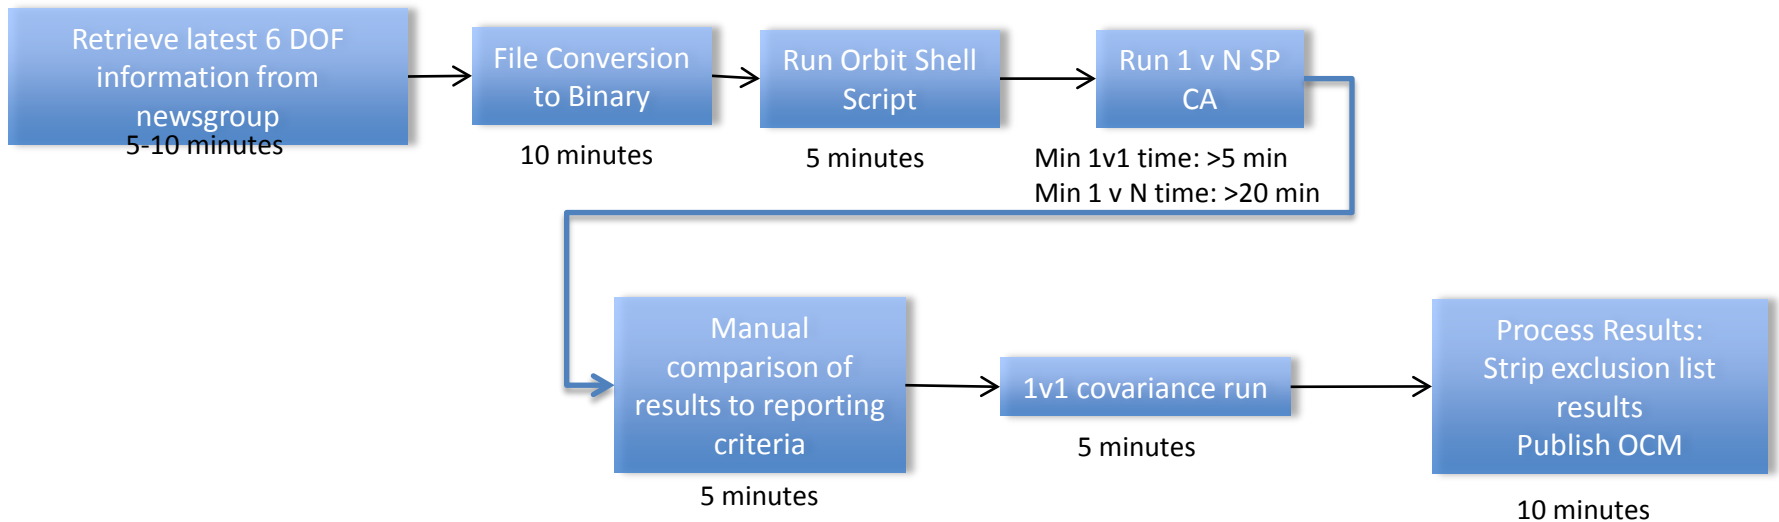 Retrieve latest 6 DOF
information from
newsgroup
5-10 minutes
File Conversion
to Binary
10 minutes
Run Orbit Shell
Script
5 minutes
Run 1 v N SP
CA
Min 1v1 time: >5 min
Min 1 v N time: >20 min
Manual
comparison of
results to reporting
criteria
5 minutes
1v1 covariance run
5 minutes
Process Results:
Strip exclusion list
results
Publish OCM
10 minutes